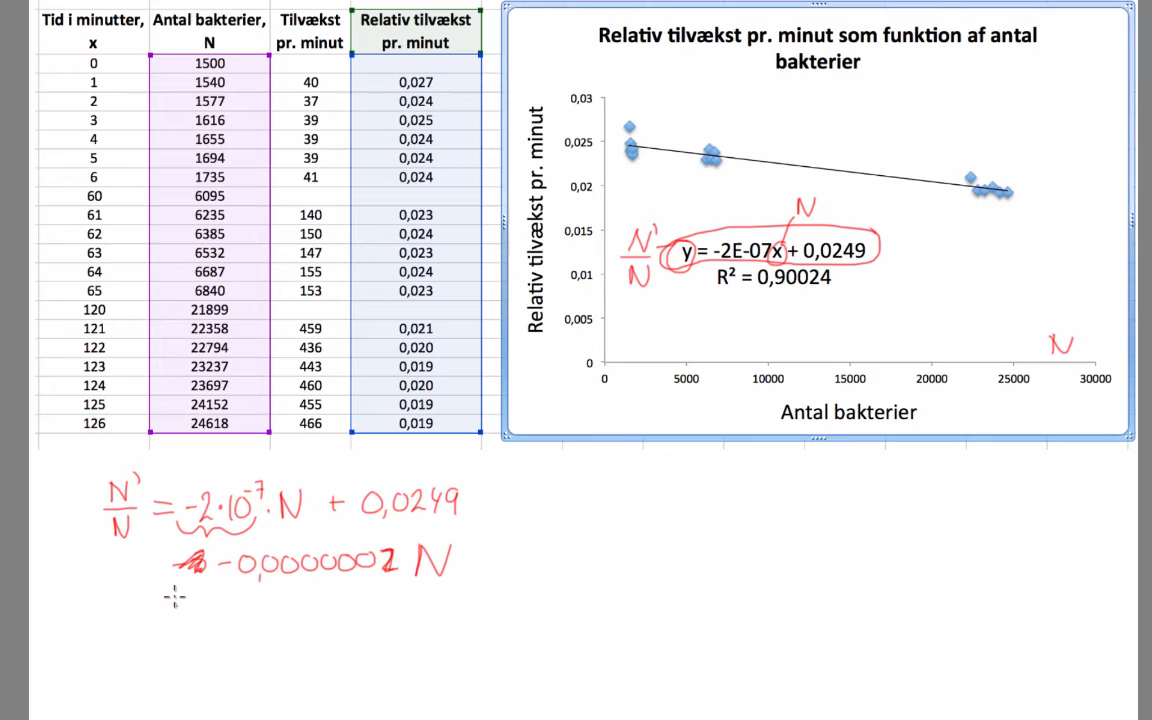 Tid i minutter, x	Antal bakterier, N	Tilvækst pr. minut	Relativ tilvækst pr. minut
0	1500
1	1540	40	0,027
2	1577	37	0,024
3	1616	39	0,025
4	1655	39	0,024
5	1694	39	0,024
6	1735	41	0,024
60	6095
61	6235	140	0,023
62	6385	150	0,024
63	6532	147	0,023
64	6687	155	0,024
65	6840	153	0,023
120	21899
121	22358	459	0,021
122	22794	436	0,020
123	23237	443	0,019
124	23697	460	0,020
125	24152	455	0,019
126	24618	466	0,019
Relativ tilvækst pr. minut som funktion af antal
bakterier
Relativ tilvækst pr. minut
0,03
0,025
0,02
0,015
0,01
0,005
0
N
N'/N
y = -2E-07x + 0,0249
R² = 0,90024
N
0 5000 10000 15000 20000 25000 30000
Antal bakterier
N'/N = -2·10⁻⁷·N + 0,0249
-0,0000002 N